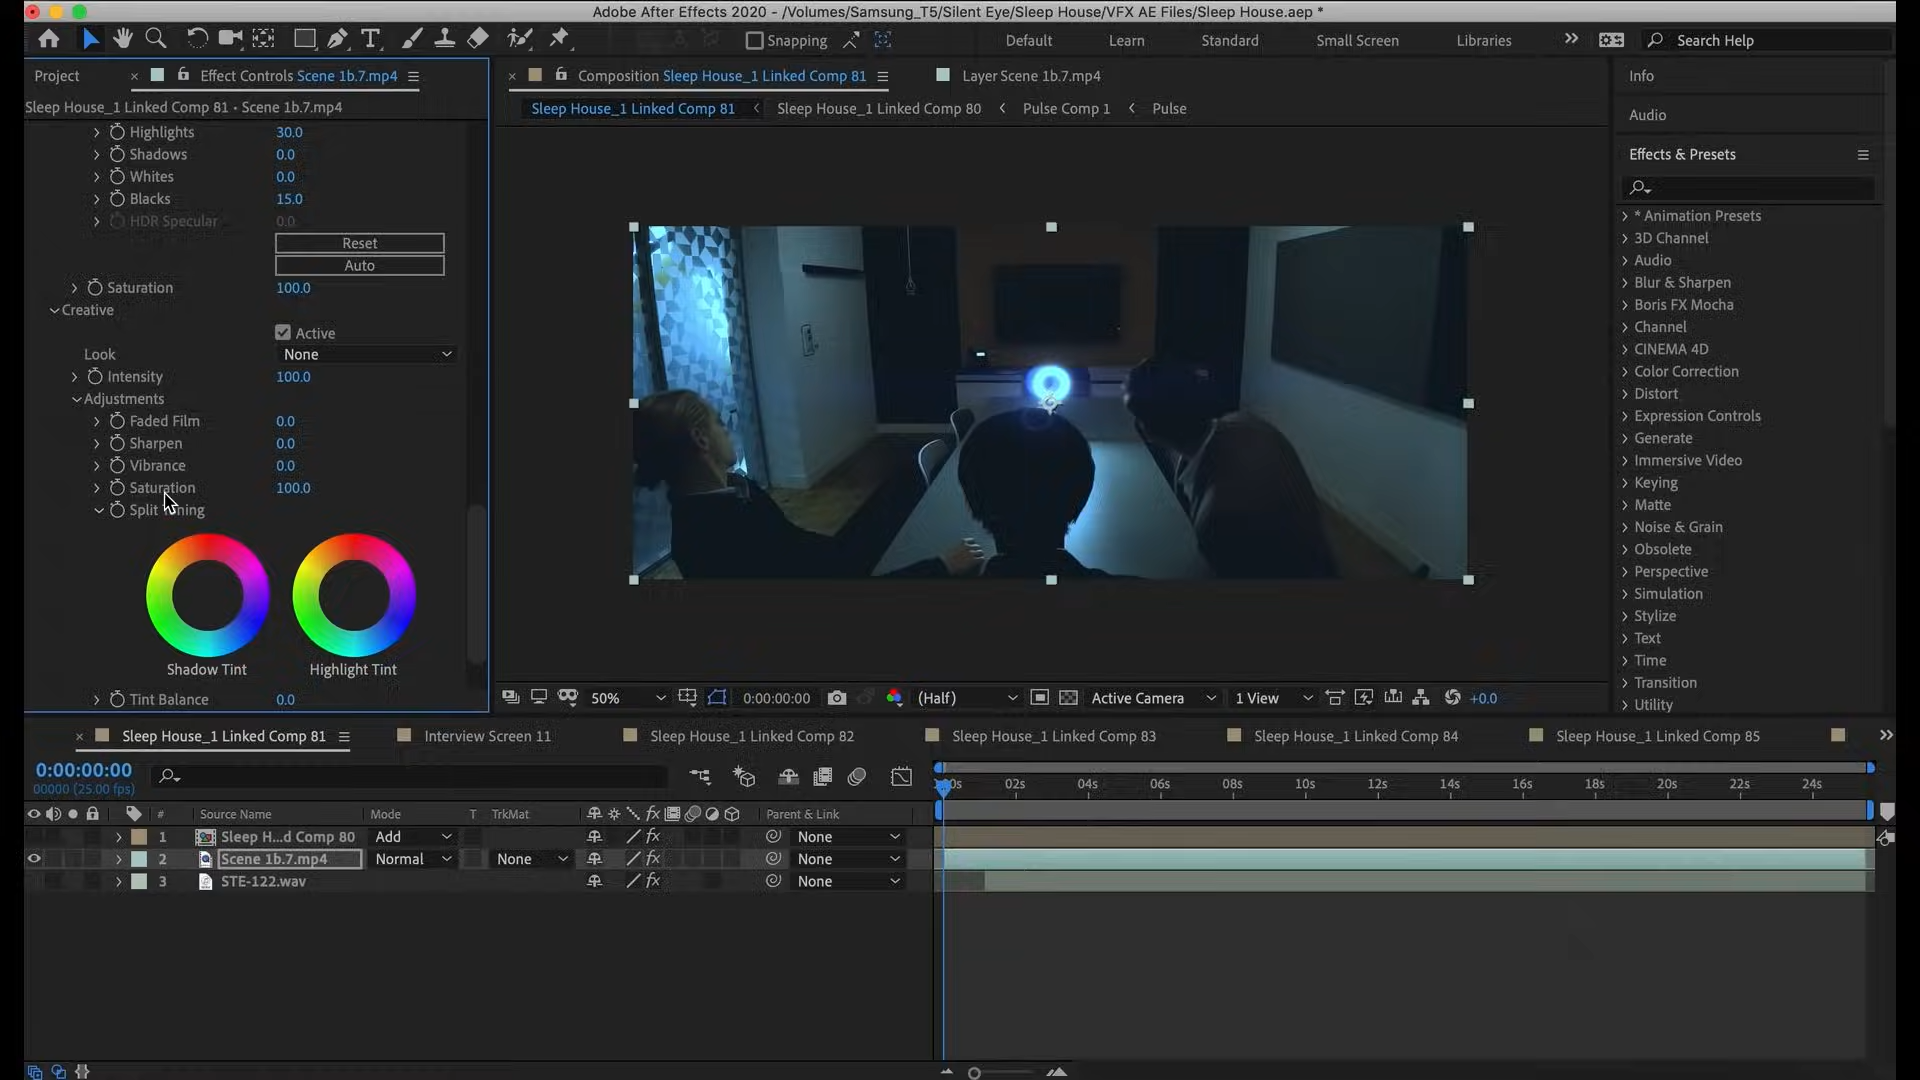 Adobe After Effects 2020 - /Volumes/Samsung_T5/Silent Eye/Sleep House/VFX AE Files/Sleep House.aep *
Snapping
Default
Learn
Standard
Small Screen
Libraries
Search Help
Project
Effect Controls Scene 1b.7.mp4
Sleep House_1 Linked Comp 81 • Scene 1b.7.mp4
Highlights 30.0
Shadows 0.0
Whites 0.0
Blacks 15.0
HDR Specular 0.0
Reset
Auto
Saturation 100.0
Creative
Active
Look None
Intensity 100.0
Adjustments
Faded Film 0.0
Sharpen 0.0
Vibrance 0.0
Saturation 100.0
Split
Shadow Tint
Highlight Tint
Tint Balance 0.0
Composition Sleep House_1 Linked Comp 81
Layer Scene 1b.7.mp4
Sleep House_1 Linked Comp 81
Sleep House_1 Linked Comp 80
Pulse Comp 1
Pulse
50%
0:00:00:00
(Half)
Active Camera
1 View
+0.0
Info
Audio
Effects & Presets
* Animation Presets
3D Channel
Audio
Blur & Sharpen
Boris FX Mocha
Channel
CINEMA 4D
Color Correction
Distort
Expression Controls
Generate
Immersive Video
Keying
Matte
Noise & Grain
Obsolete
Perspective
Simulation
Stylize
Text
Time
Transition
Utility
Sleep House_1 Linked Comp 81
Interview Screen 11
Sleep House_1 Linked Comp 82
Sleep House_1 Linked Comp 83
Sleep House_1 Linked Comp 84
Sleep House_1 Linked Comp 85
0:00:00:00
00000 (25.00 fps)
02s 04s 06s 08s 10s 12s 14s 16s 18s 20s 22s 24s
# Source Name Mode T TrkMat Parent & Link
1 Sleep H...d Comp 80 Add None
2 Scene 1b.7.mp4 Normal None None
3 STE-122.wav None